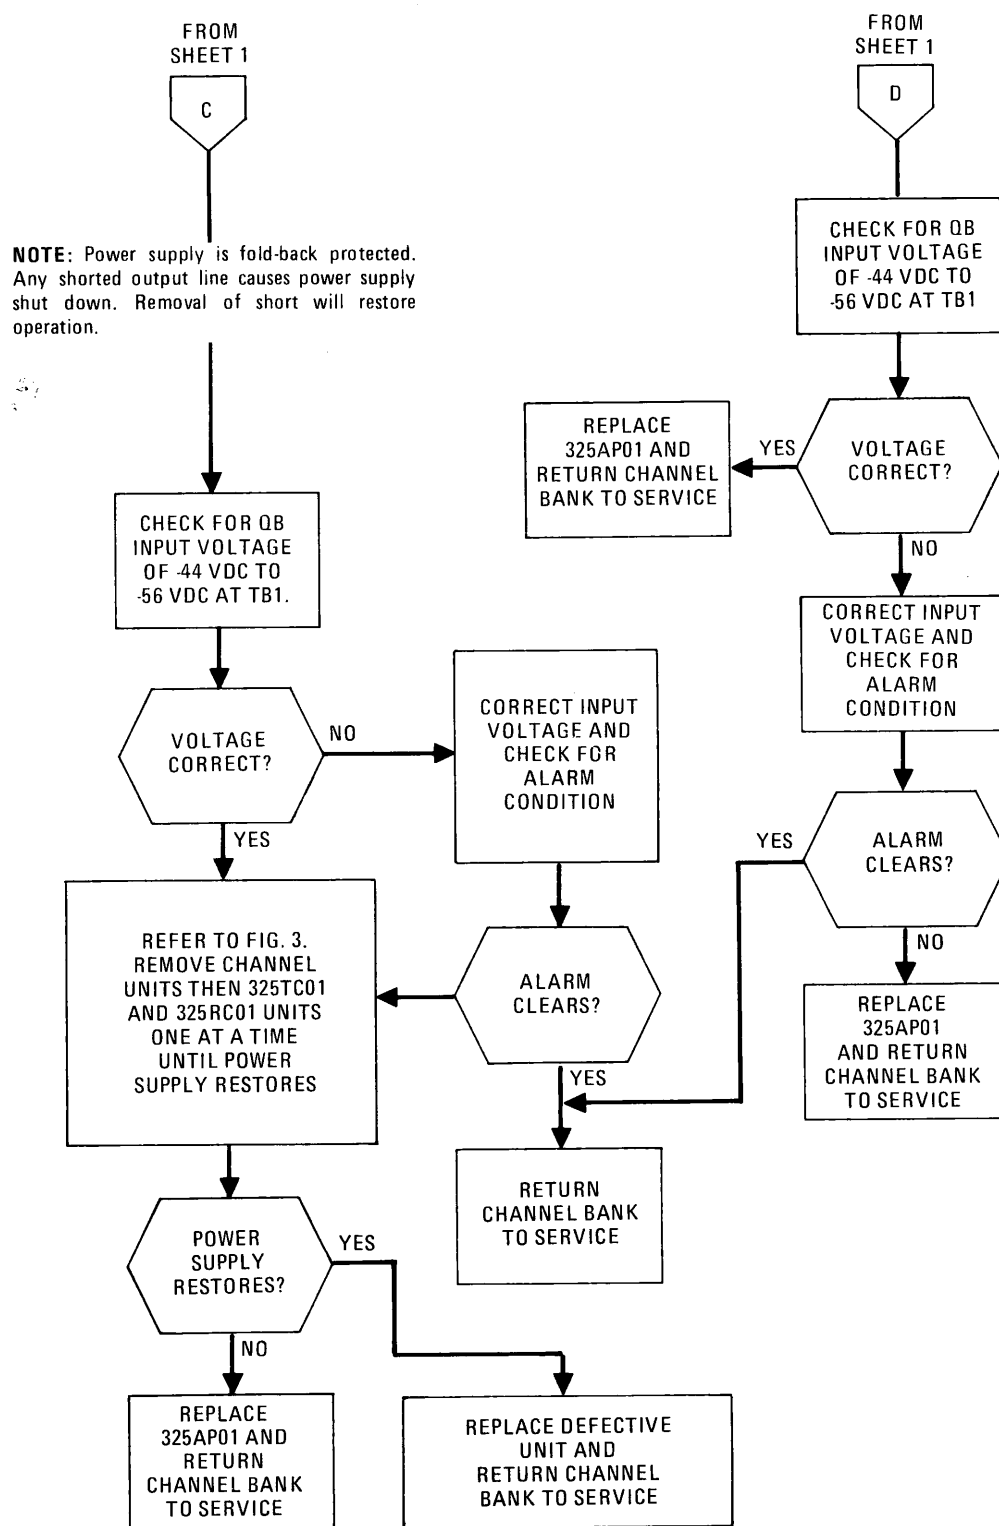 FROM
SHEET 1
C
NOTE: Power supply is fold-back protected.
Any shorted output line causes power supply
shut down. Removal of short will restore
operation.
CHECK FOR QB
INPUT VOLTAGE
OF -44 VDC TO
-56 VDC AT TB1.
VOLTAGE
CORRECT?
NO
YES
CORRECT INPUT
VOLTAGE AND
CHECK FOR
ALARM
CONDITION
REFER TO FIG. 3.
REMOVE CHANNEL
UNITS THEN 325TC01
AND 325RC01 UNITS
ONE AT A TIME
UNTIL POWER
SUPPLY RESTORES
ALARM
CLEARS?
YES
RETURN
CHANNEL BANK
TO SERVICE
POWER
SUPPLY
RESTORES?
YES
NO
REPLACE
325AP01 AND
RETURN
CHANNEL BANK
TO SERVICE
REPLACE DEFECTIVE
UNIT AND
RETURN CHANNEL
BANK TO SERVICE
FROM
SHEET 1
D
CHECK FOR QB
INPUT VOLTAGE
OF -44 VDC TO
-56 VDC AT TB1
VOLTAGE
CORRECT?
YES
REPLACE
325AP01 AND
RETURN CHANNEL
BANK TO SERVICE
NO
CORRECT INPUT
VOLTAGE AND
CHECK FOR
ALARM
CONDITION
ALARM
CLEARS?
YES
NO
REPLACE
325AP01
AND RETURN
CHANNEL BANK
TO SERVICE